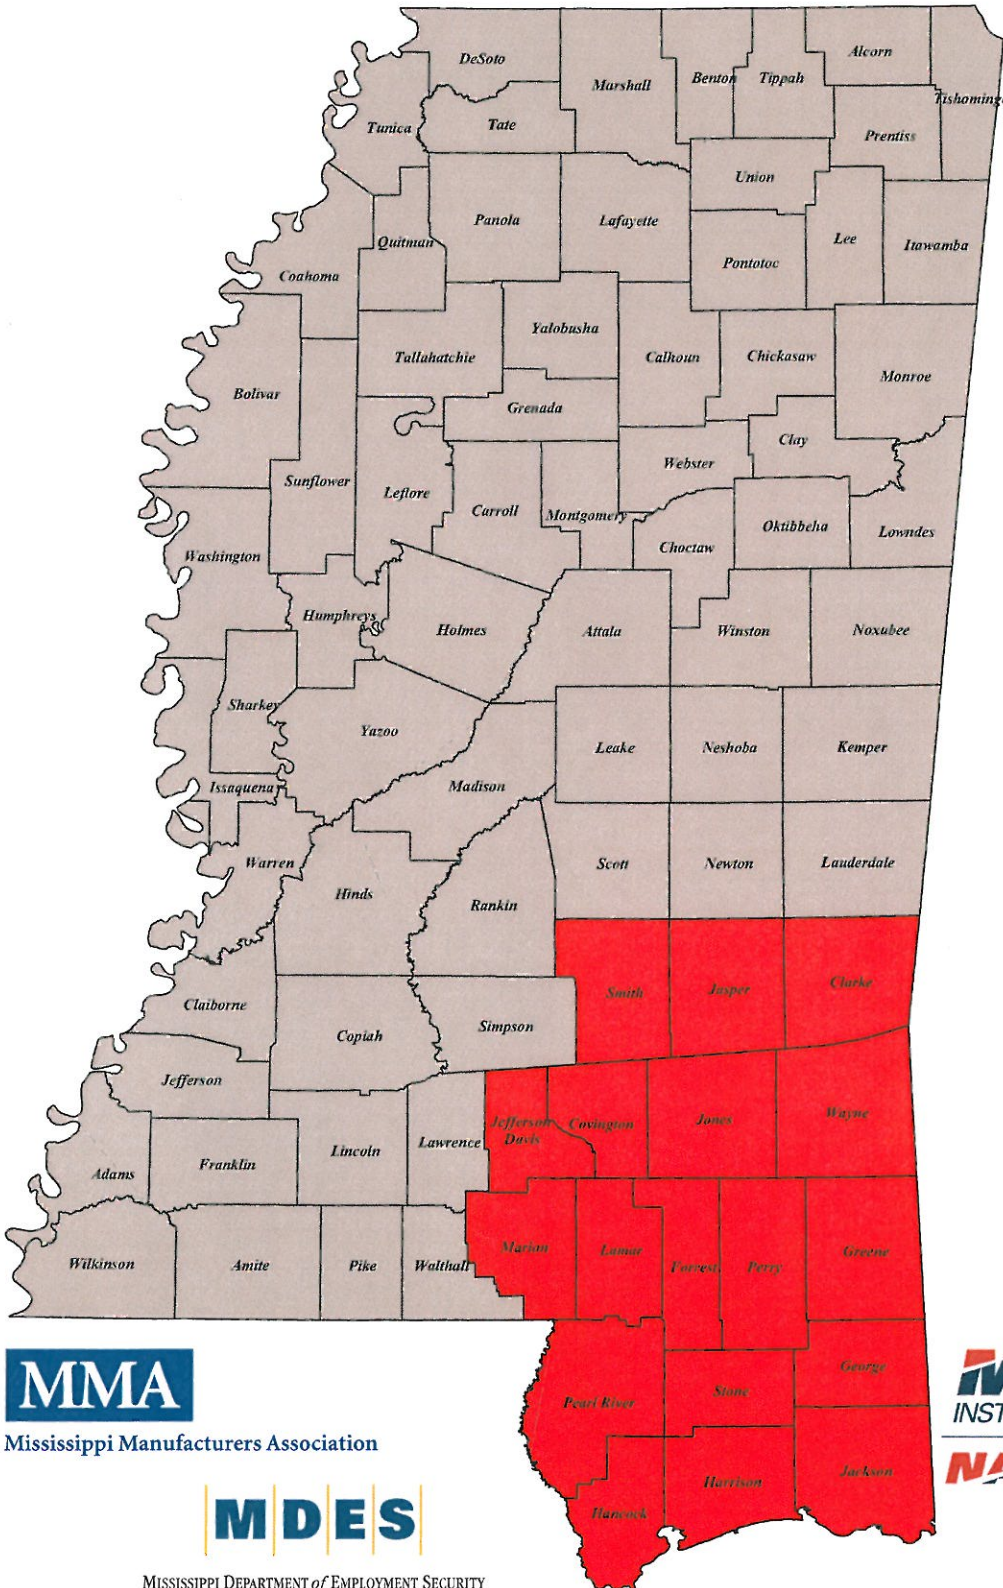 DeSoto
Marshall
Benton
Tippah
Alcorn
Tishoming
Tunica
Tate
Prentiss
Union
Panola
Lafayette
Quitman
Lee
Itawamba
Pontotoc
Coahoma
Yalobusha
Tallahatchie
Calhoun
Chickasaw
Monroe
Bolivar
Grenada
Clay
Webster
Sunflower
Leflore
Carroll
Montgomery
Oktibbeha
Lowndes
Choctaw
Washington
Humphreys
Holmes
Attala
Winston
Noxubee
Sharkey
Yazoo
Leake
Neshoba
Kemper
Issaquena
Madison
Warren
Scott
Newton
Lauderdale
Hinds
Rankin
Smith
Jasper
Clarke
Claiborne
Copiah
Simpson
Jefferson
Jefferson
Davis
Covington
Jones
Wayne
Lawrence
Lincoln
Franklin
Adams
Wilkinson
Amite
Pike
Walthall
Marion
Lamar
Forrest
Perry
Greene
George
Pearl River
Stone
Jackson
Harrison
Hancock
MMA
Mississippi Manufacturers Association
INST
MDES
MISSISSIPPI DEPARTMENT of EMPLOYMENT SECURITY